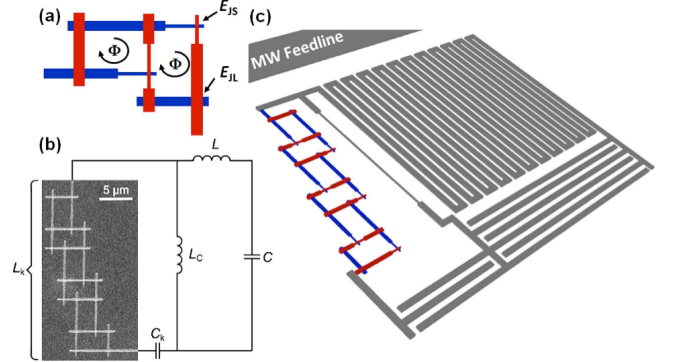 (a)
E_JS
Φ
Φ
E_JL
(b)
5 μm
L
L_k
L_C
C
C_k
(c)
MW Feedline